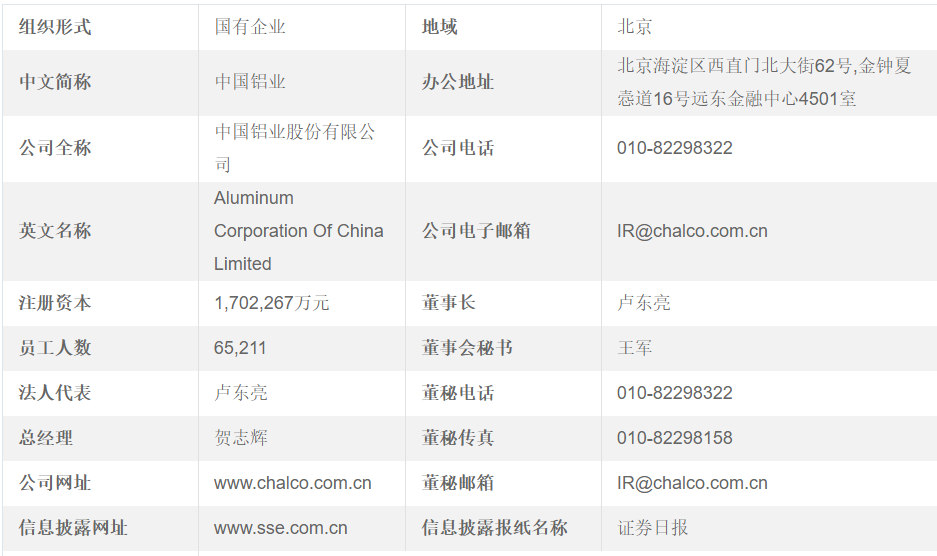 组织形式 国有企业 地域 北京
中文简称 中国铝业 办公地址 北京海淀区西直门北大街62号,金钟夏
悫道16号远东金融中心4501室
公司全称 中国铝业股份有限公
司 公司电话 010-82298322
英文名称 Aluminum
Corporation Of China
Limited 公司电子邮箱 IR@chalco.com.cn
注册资本 1,702,267万元 董事长 卢东亮
员工人数 65,211 董事会秘书 王军
法人代表 卢东亮 董秘电话 010-82298322
总经理 贺志辉 董秘传真 010-82298158
公司网址 www.chalco.com.cn 董秘邮箱 IR@chalco.com.cn
信息披露网址 www.sse.com.cn 信息披露报纸名称 证券日报